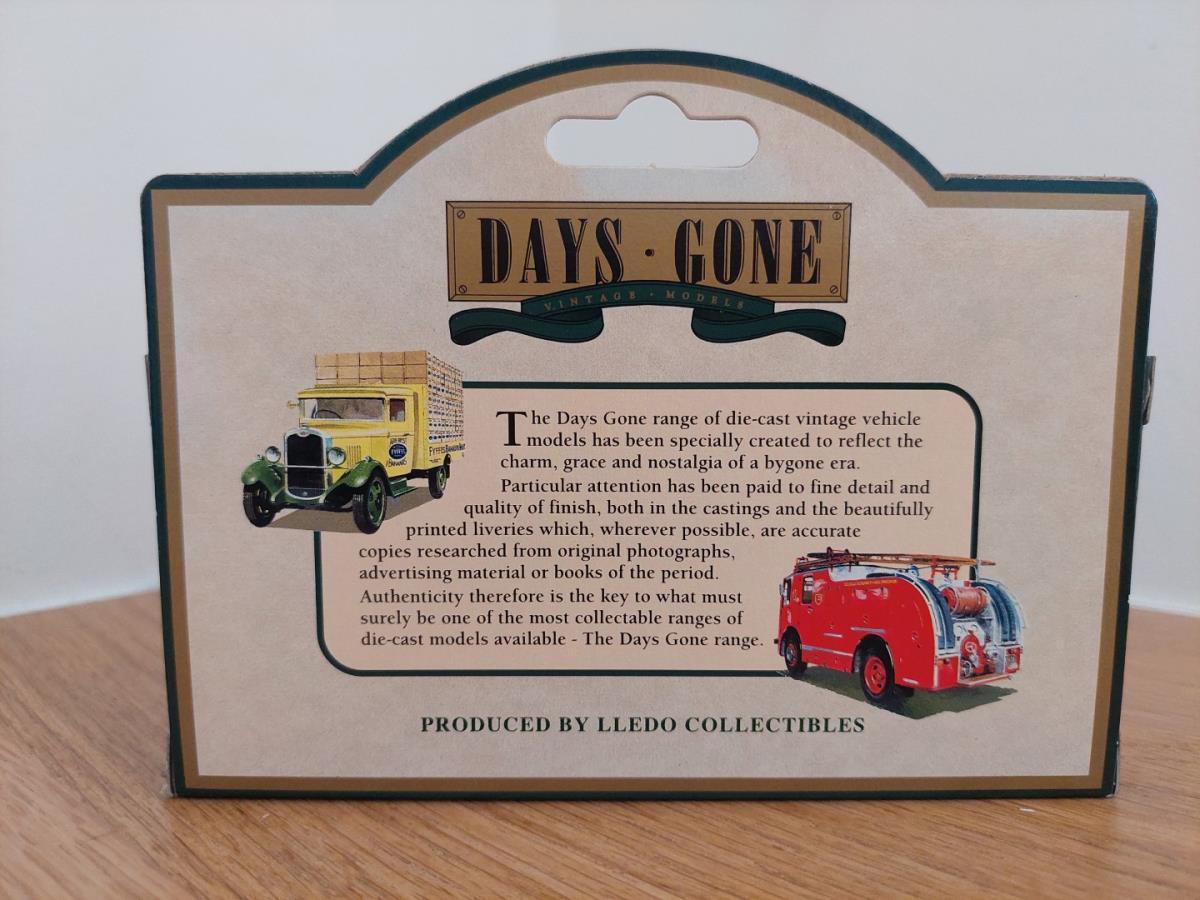 DAYS · GONE
VINTAGE · MODELS
The Days Gone range of die-cast vintage vehicle
models has been specially created to reflect the
charm, grace and nostalgia of a bygone era.
Particular attention has been paid to fine detail and
quality of finish, both in the castings and the beautifully
printed liveries which, wherever possible, are accurate
copies researched from original photographs,
advertising material or books of the period.
Authenticity therefore is the key to what must
surely be one of the most collectable ranges of
die-cast models available - The Days Gone range.
FYFFES
PRODUCED BY LLEDO COLLECTIBLES